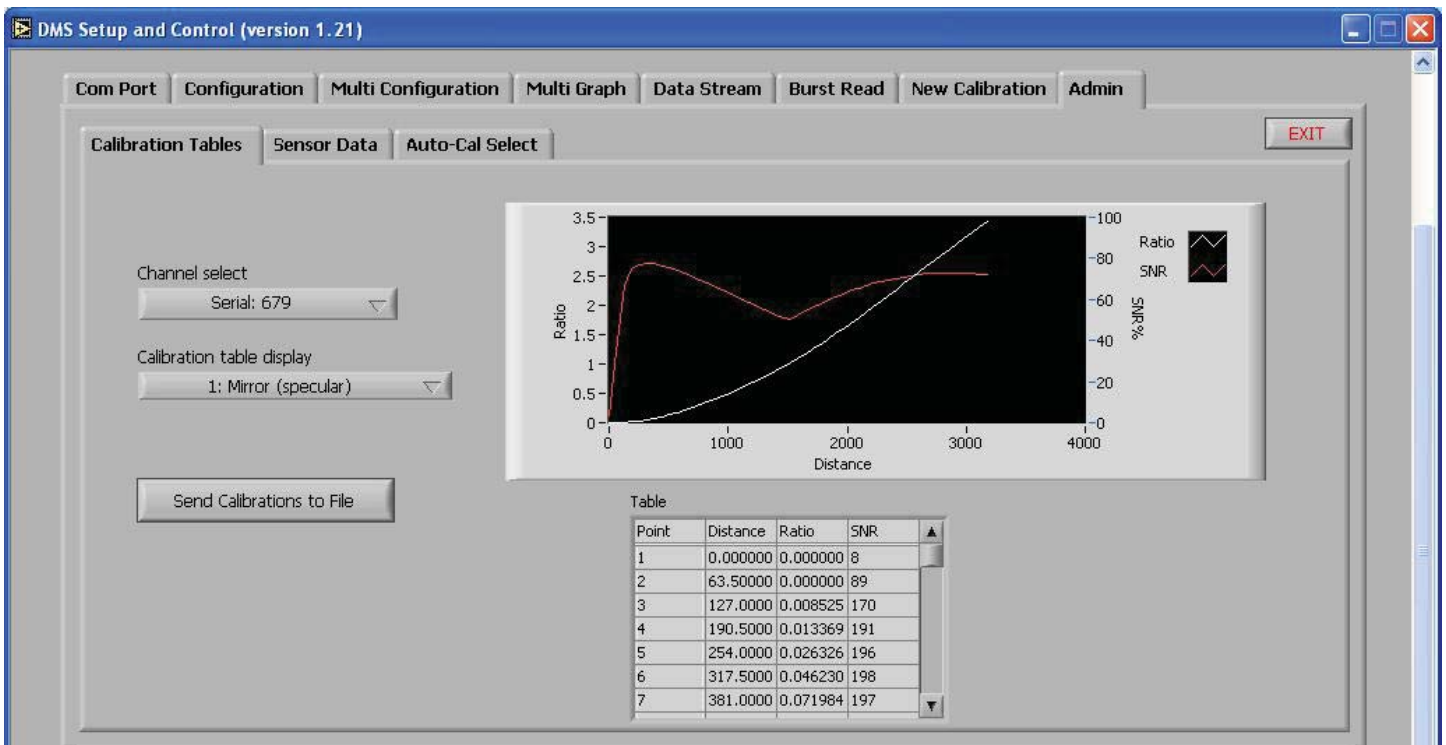 DMS Setup and Control (version 1.21)
Com Port Configuration Multi Configuration Multi Graph Data Stream Burst Read New Calibration Admin
Calibration Tables Sensor Data Auto-Cal Select EXIT
Channel select
Serial: 679
Calibration table display
1: Mirror (specular)
Send Calibrations to File
Ratio
3.5
3
2.5
2
1.5
1
0.5
0
0 1000 2000 3000 4000
Distance
100
80
60
40
20
0
SNR%
Ratio
SNR
Table
Point Distance Ratio SNR
1 0.000000 0.000000 8
2 63.50000 0.000000 89
3 127.0000 0.008525 170
4 190.5000 0.013369 191
5 254.0000 0.026326 196
6 317.5000 0.046230 198
7 381.0000 0.071984 197